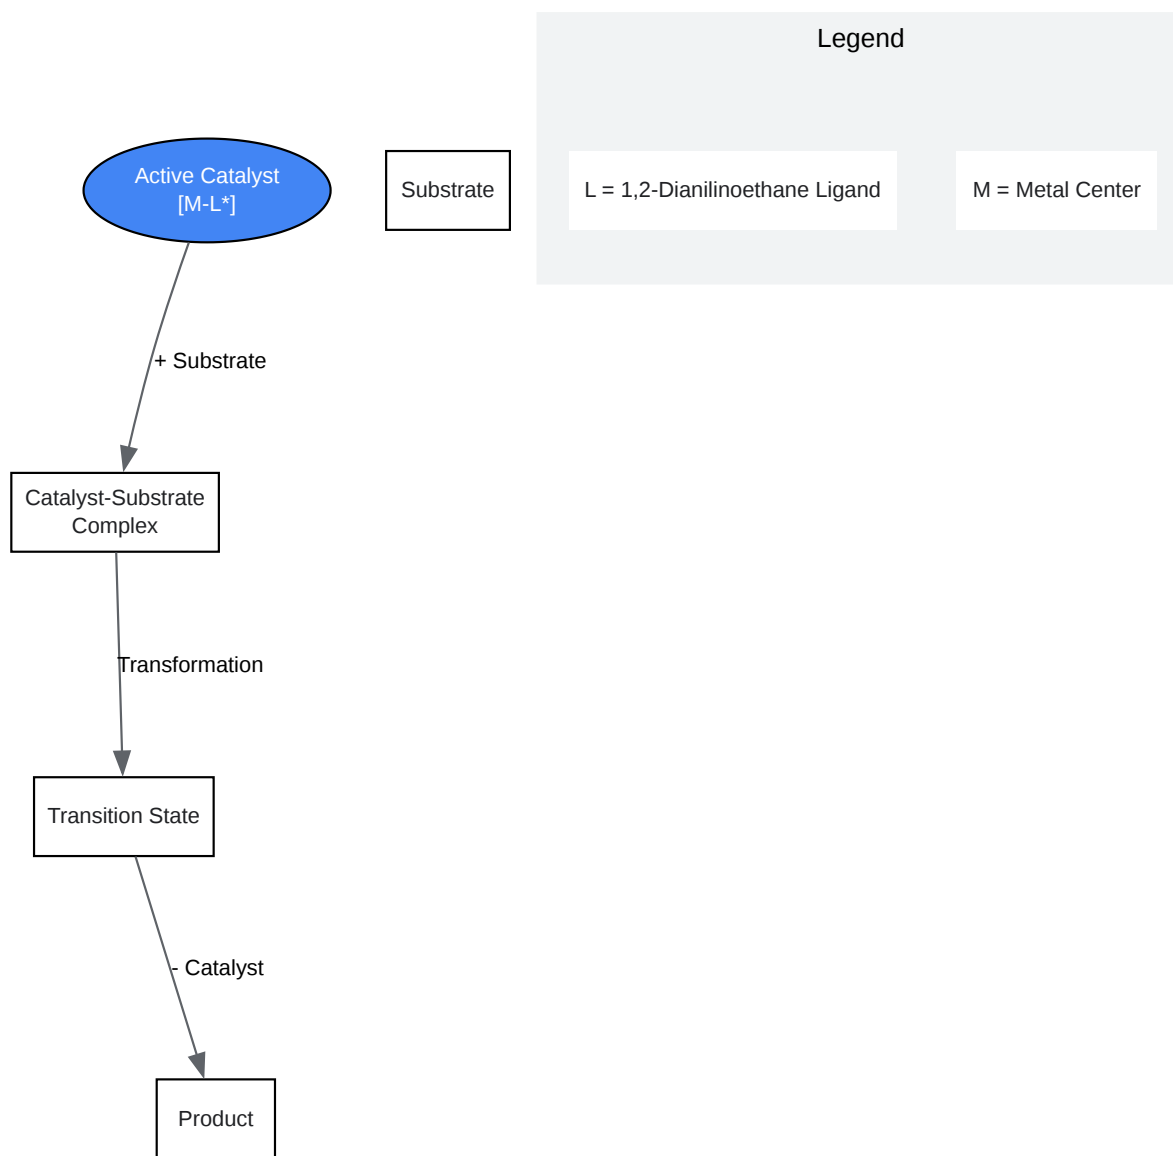 Legend
Active Catalyst
[M-L*]
Substrate
L = 1,2-Dianilinoethane Ligand
M = Metal Center
+ Substrate
Catalyst-Substrate
Complex
Transformation
Transition State
- Catalyst
Product